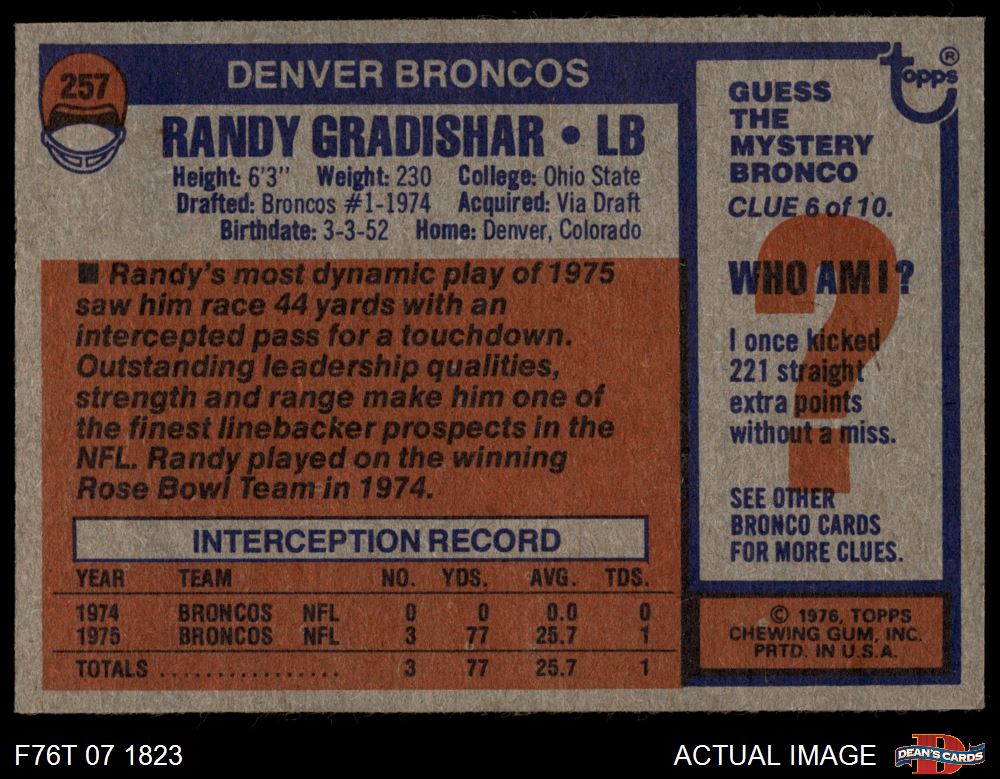 257
DENVER BRONCOS
RANDY GRADISHAR • LB
Height: 6'3" Weight: 230 College: Ohio State
Drafted: Broncos #1-1974 Acquired: Via Draft
Birthdate: 3-3-52 Home: Denver, Colorado
■ Randy's most dynamic play of 1975
saw him race 44 yards with an
intercepted pass for a touchdown.
Outstanding leadership qualities,
strength and range make him one of
the finest linebacker prospects in the
NFL. Randy played on the winning
Rose Bowl Team in 1974.
INTERCEPTION RECORD
YEAR TEAM NO. YDS. AVG. TDS.
1974 BRONCOS NFL 0 0 0.0 0
1975 BRONCOS NFL 3 77 25.7 1
TOTALS ................. 3 77 25.7 1
topps ®
GUESS
THE
MYSTERY
BRONCO
CLUE 6 of 10.
WHO AM I?
I once kicked
221 straight
extra points
without a miss.
SEE OTHER
BRONCO CARDS
FOR MORE CLUES.
© 1976, TOPPS
CHEWING GUM, INC.
PRTD. IN U.S.A.
F76T 07 1823
ACTUAL IMAGE
DEAN'S CARDS